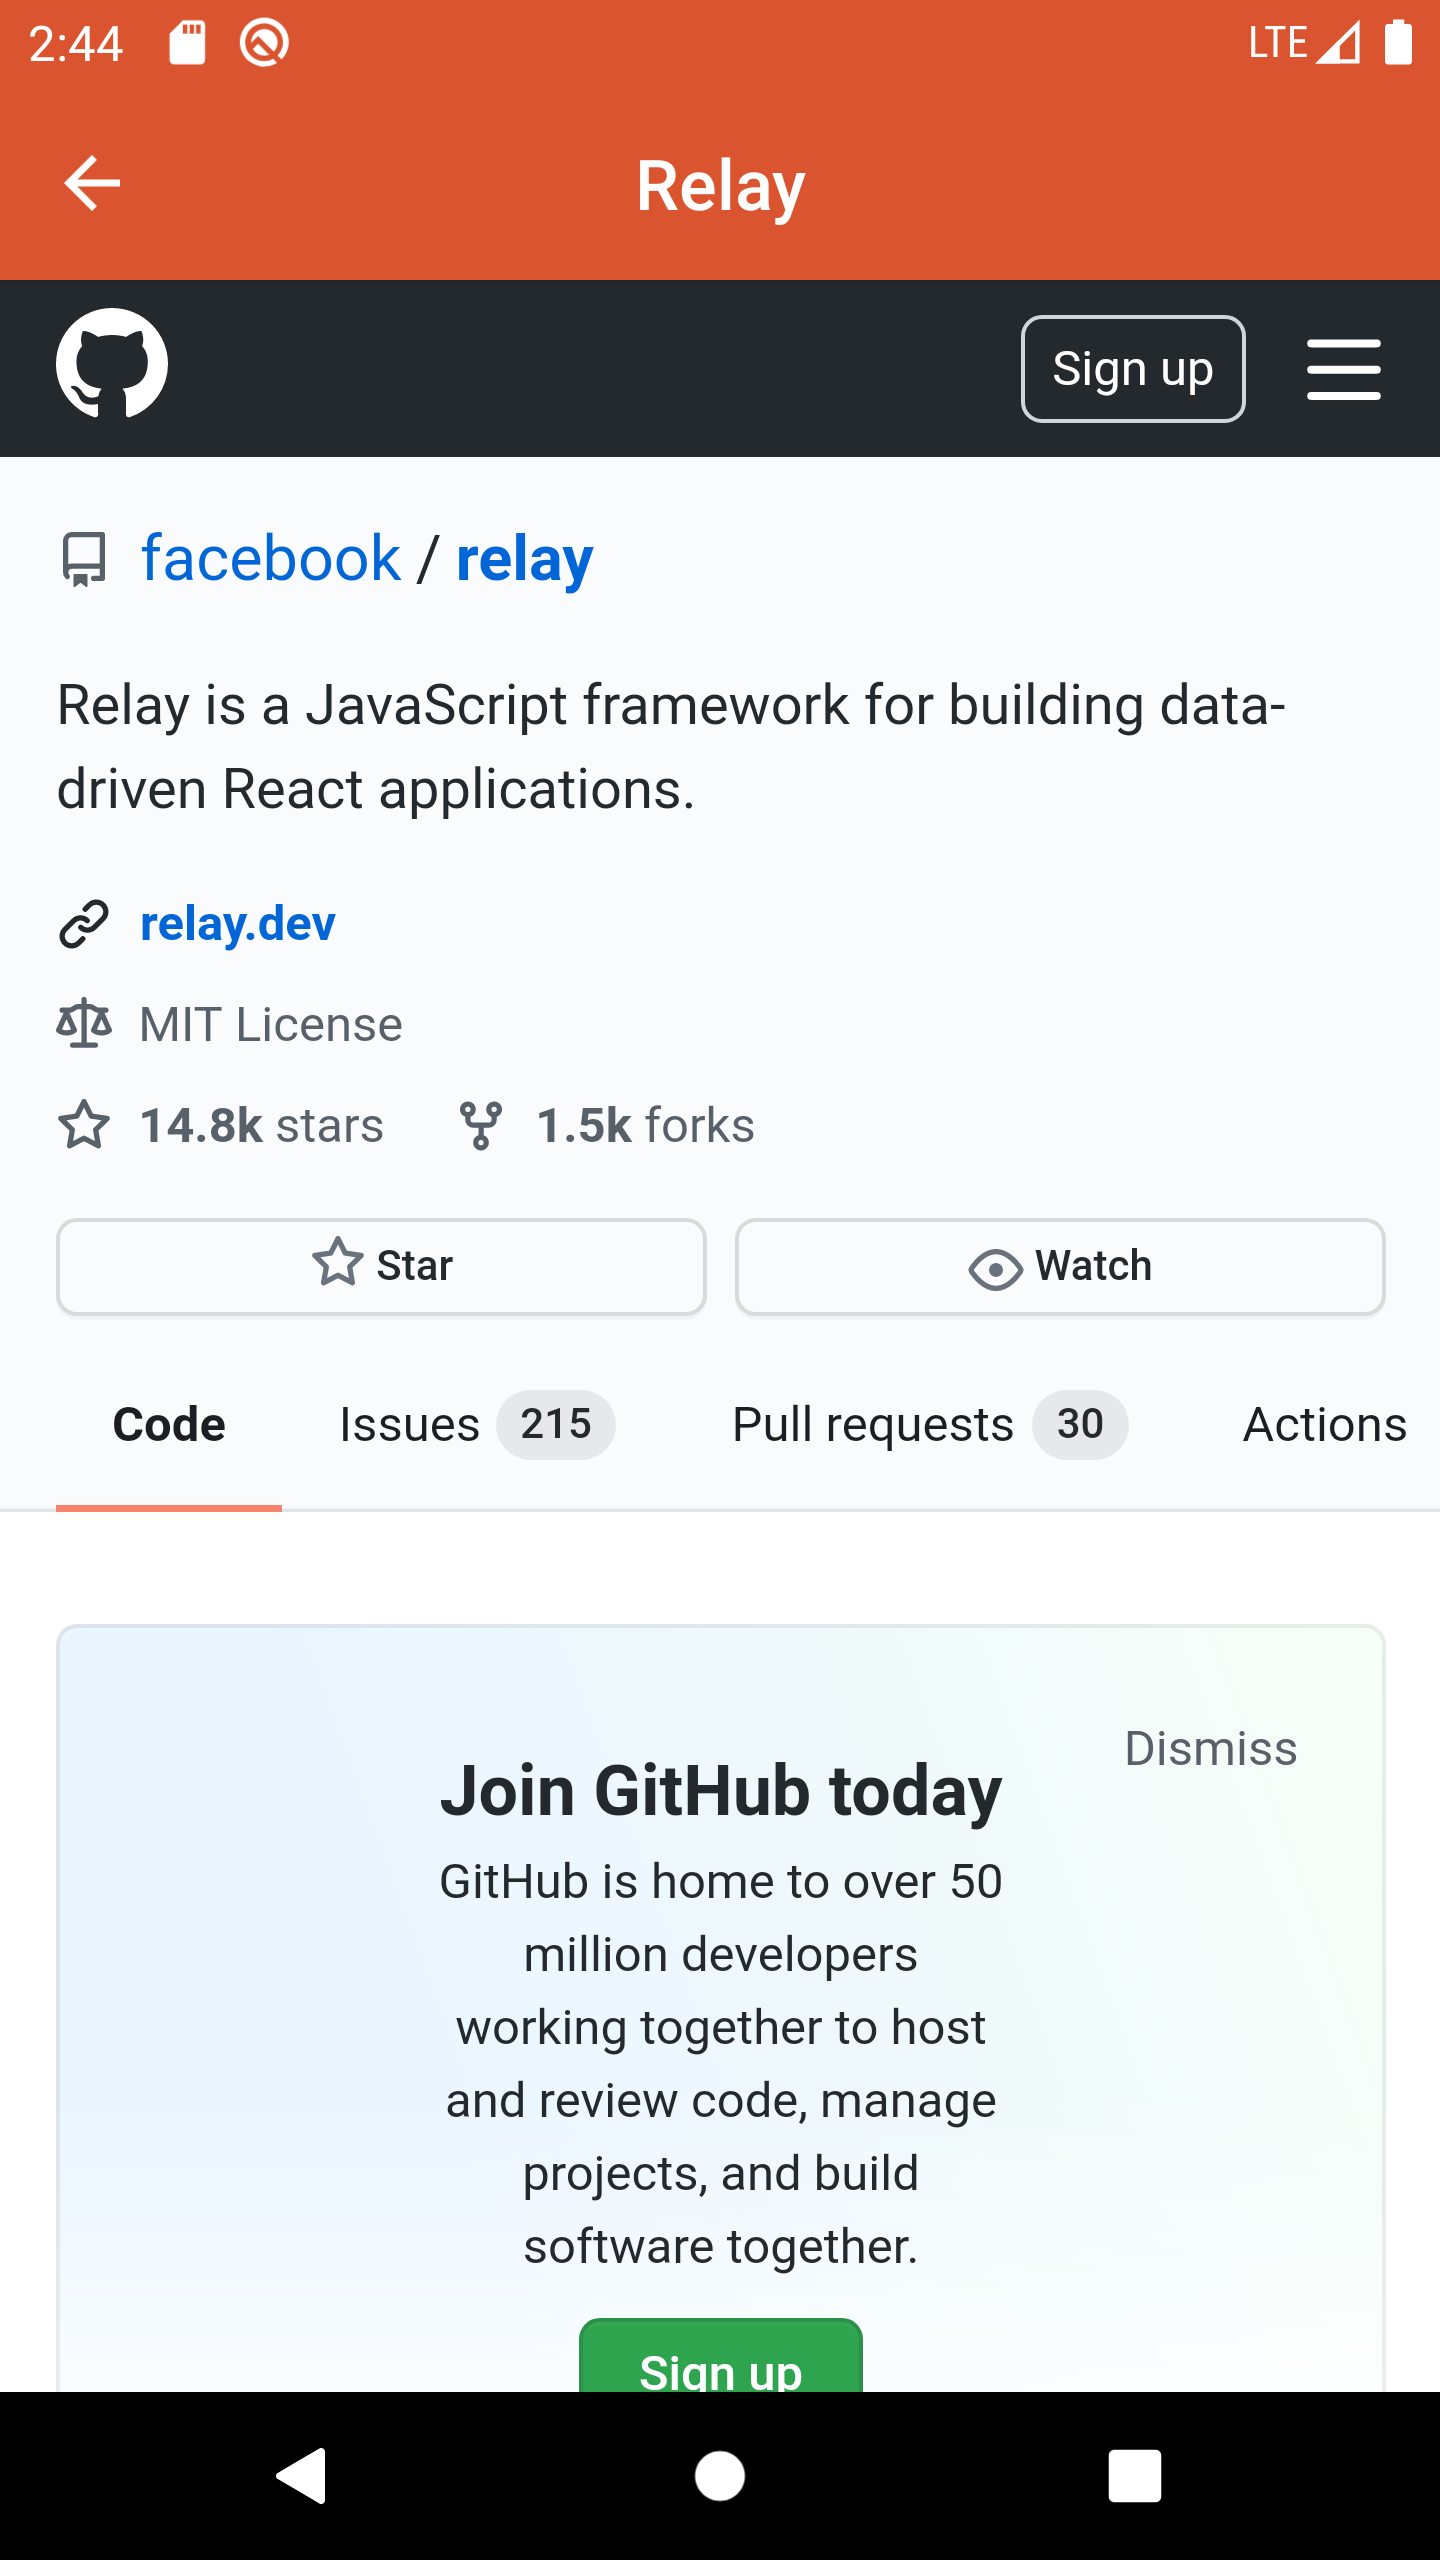 2:44
LTE
Relay
Sign up
facebook / relay
Relay is a JavaScript framework for building data-
driven React applications.
relay.dev
MIT License
14.8k stars 1.5k forks
Star
Watch
Code Issues 215 Pull requests 30 Actions
Dismiss
Join GitHub today
GitHub is home to over 50
million developers
working together to host
and review code, manage
projects, and build
software together.
Sign up